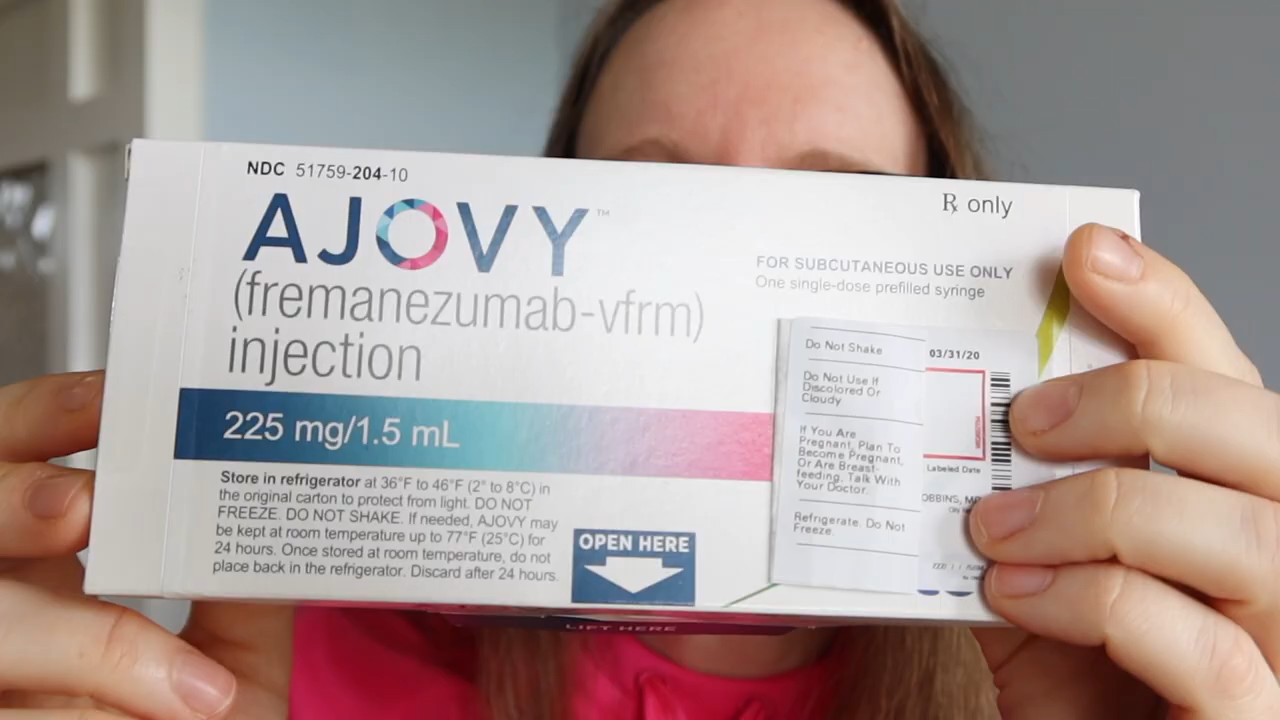 NDC 51759-204-10
AJOVY™
(fremanezumab-vfrm)
injection
225 mg/1.5 mL
Store in refrigerator at 36°F to 46°F (2° to 8°C) in
the original carton to protect from light. DO NOT
FREEZE. DO NOT SHAKE. If needed, AJOVY may
be kept at room temperature up to 77°F (25°C) for
24 hours. Once stored at room temperature, do not
place back in the refrigerator. Discard after 24 hours.
OPEN HERE
℞ only
FOR SUBCUTANEOUS USE ONLY
One single-dose prefilled syringe
Do Not Shake
Do Not Use If
Discolored Or
Cloudy
If You Are
Pregnant, Plan To
Become Pregnant,
Or Are Breast-
feeding, Talk With
Your Doctor.
Refrigerate. Do Not
Freeze.
03/31/20
Labeled Date
OBBINS, M
LIFT HERE